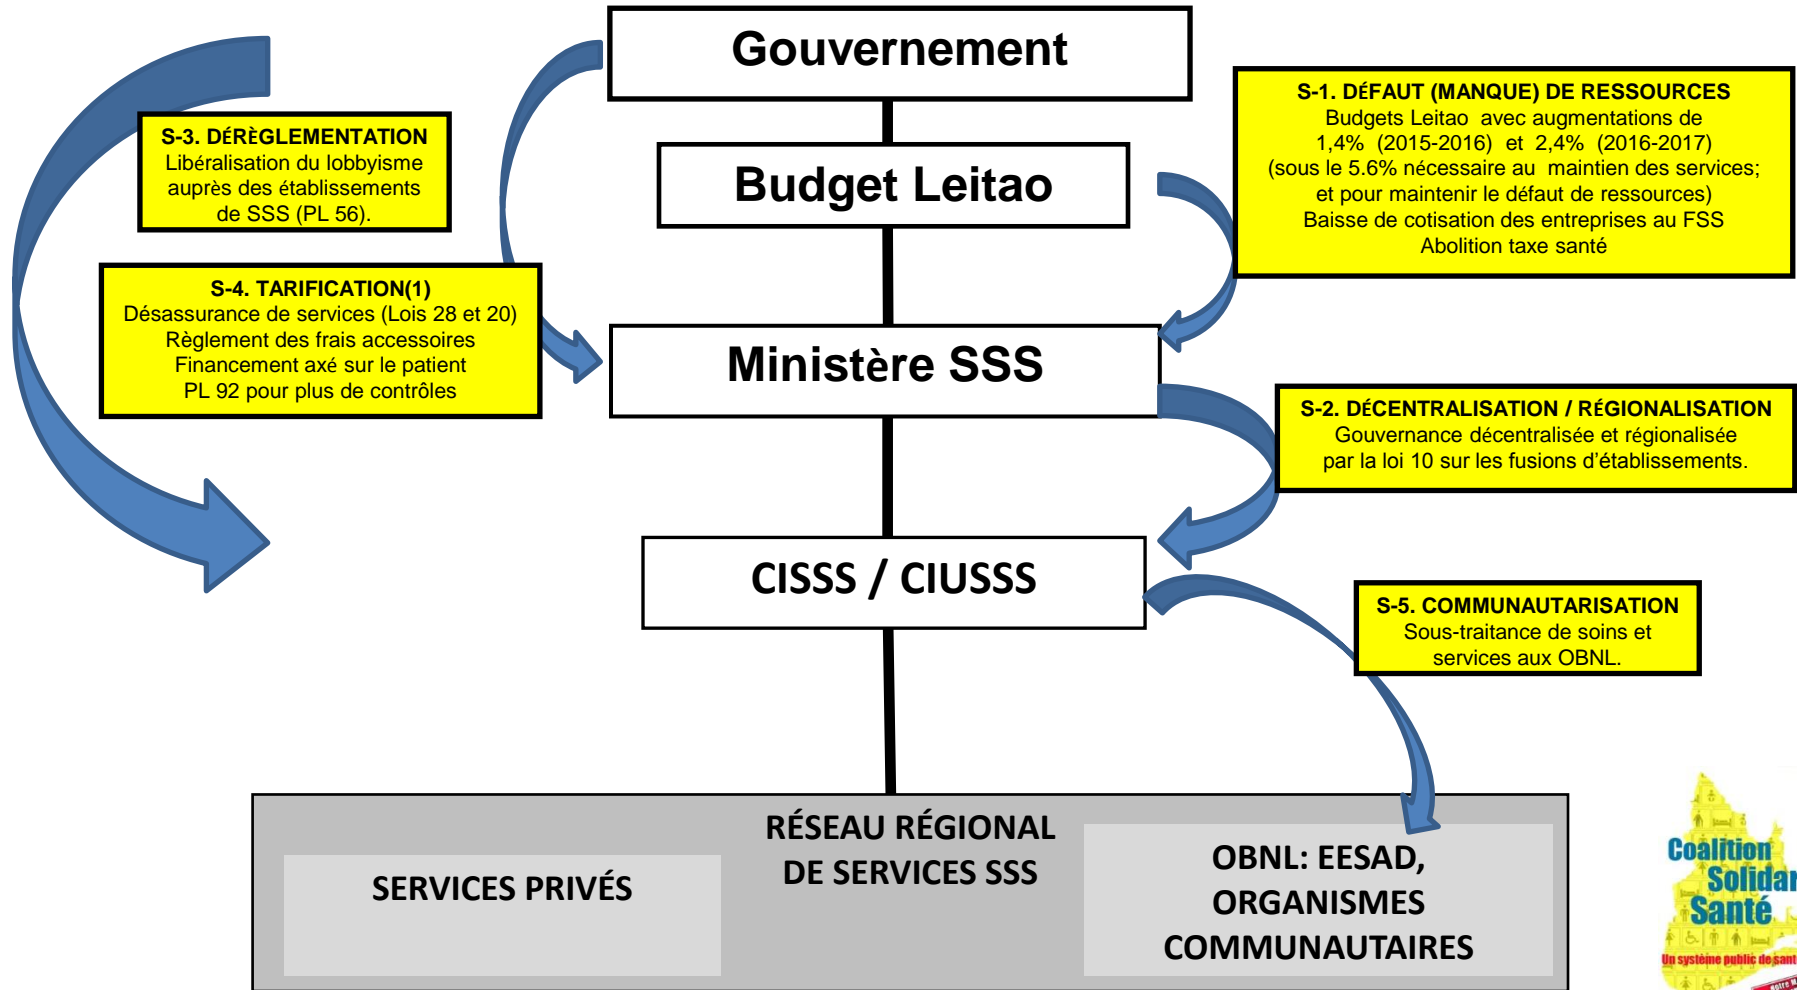 Gouvernement
S-1. DÉFAUT (MANQUE) DE RESSOURCES
Budgets Leitao avec augmentations de
1,4% (2015-2016) et 2,4% (2016-2017)
(sous le 5.6% nécessaire au maintien des services;
et pour maintenir le défaut de ressources)
Baisse de cotisation des entreprises au FSS
Abolition taxe santé
S-3. DÉRÈGLEMENTATION
Libéralisation du lobbyisme
auprès des établissements
de SSS (PL 56).
Budget Leitao
S-4. TARIFICATION(1)
Désassurance de services (Lois 28 et 20)
Règlement des frais accessoires
Financement axé sur le patient
PL 92 pour plus de contrôles
Ministère SSS
S-2. DÉCENTRALISATION / RÉGIONALISATION
Gouvernance décentralisée et régionalisée
par la loi 10 sur les fusions d'établissements.
CISSS / CIUSSS
S-5. COMMUNAUTARISATION
Sous-traitance de soins et
services aux OBNL.
RÉSEAU RÉGIONAL
DE SERVICES SSS
SERVICES PRIVÉS
OBNL: EESAD,
ORGANISMES
COMMUNAUTAIRES
Coalition
Solidar
Santé
Un système public de sant